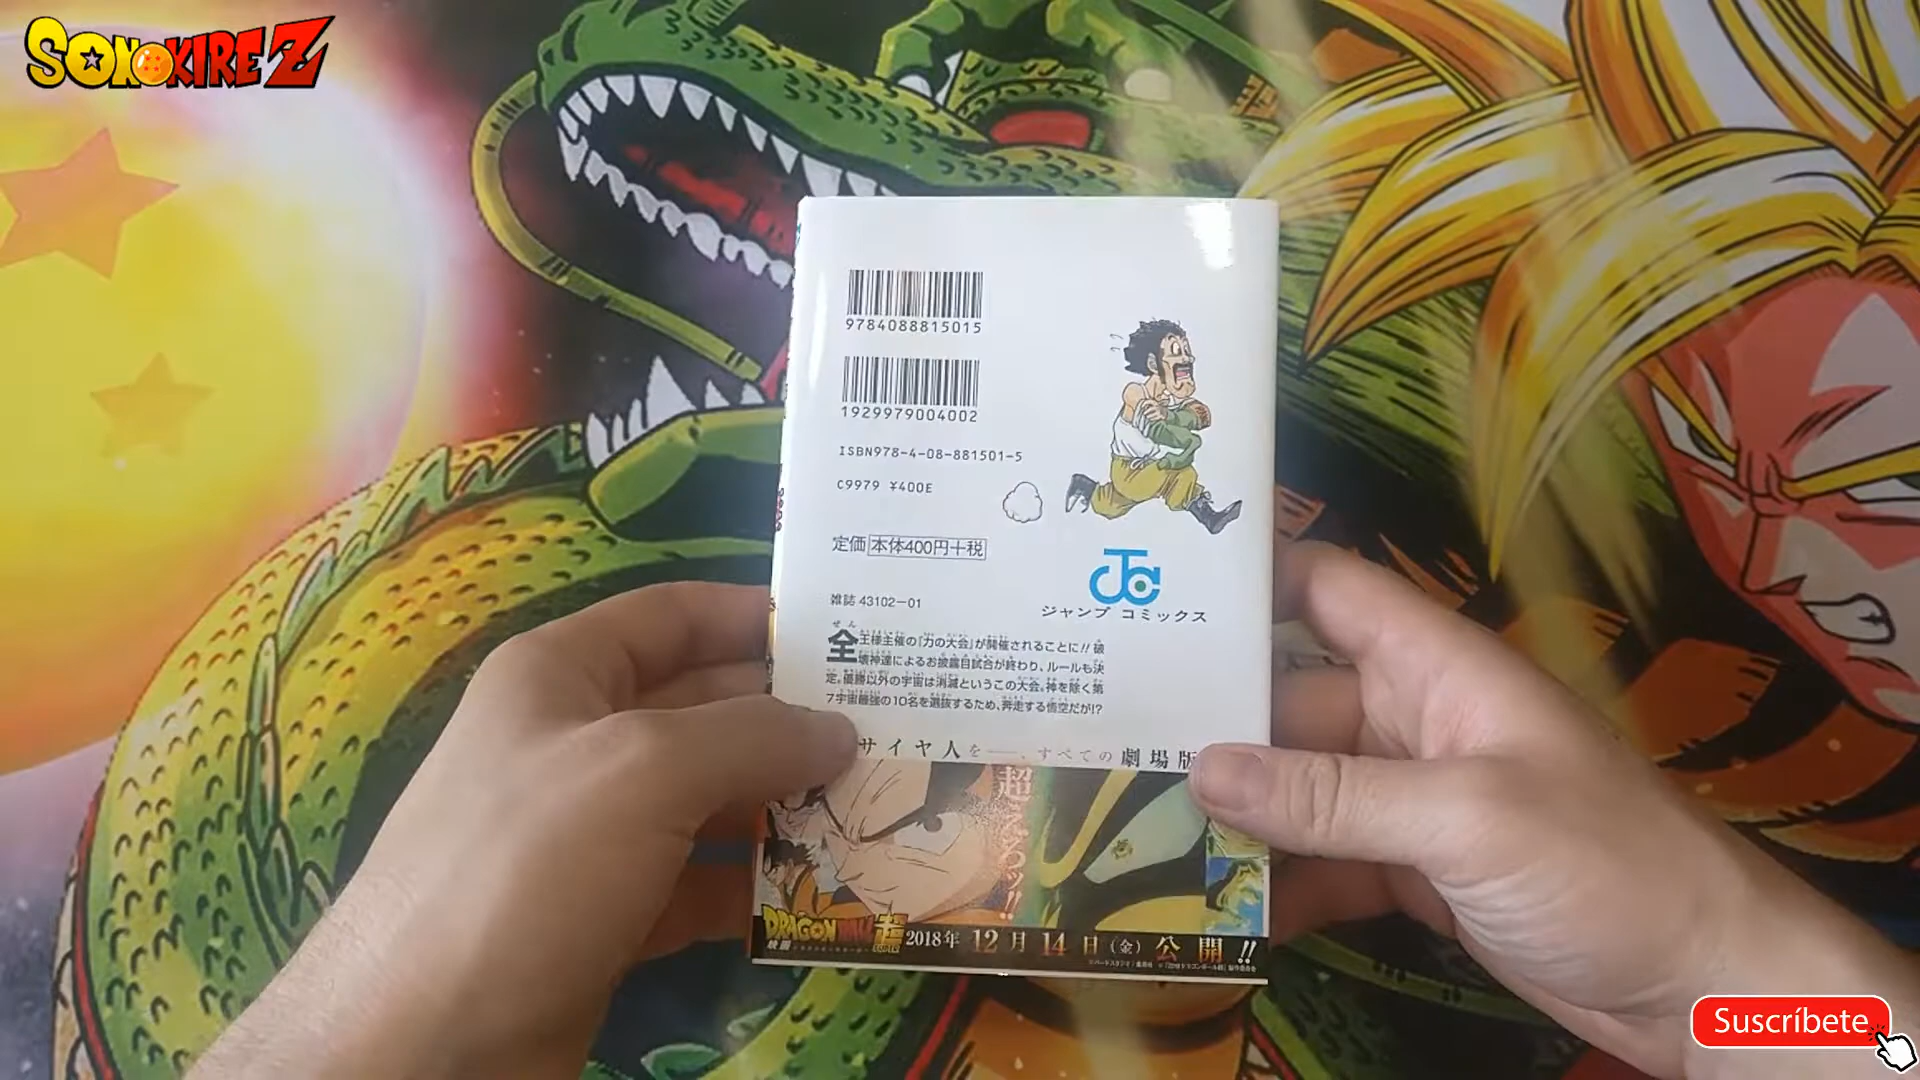 SONOKIRE Z
9784088815015
1929979004002
ISBN978-4-08-881501-5
C9979 ¥400E
定価 本体400円+税
雑誌 43102-01
ジャンプ コミックス
全王様主催の「力の大会」が開催されることに!! 破
壊神達によるお披露目試合が終わり、ルールも決
定。優勝以外の宇宙は消滅というこの大会。神を除く第
7宇宙最強の10名を選抜するため、奔走する悟空だが!?
サイヤ人を――、すべての劇場版
超えろッ!!
DRAGON BALL 超
映画
2018年 12月 14日(金) 公開!!
Suscríbete